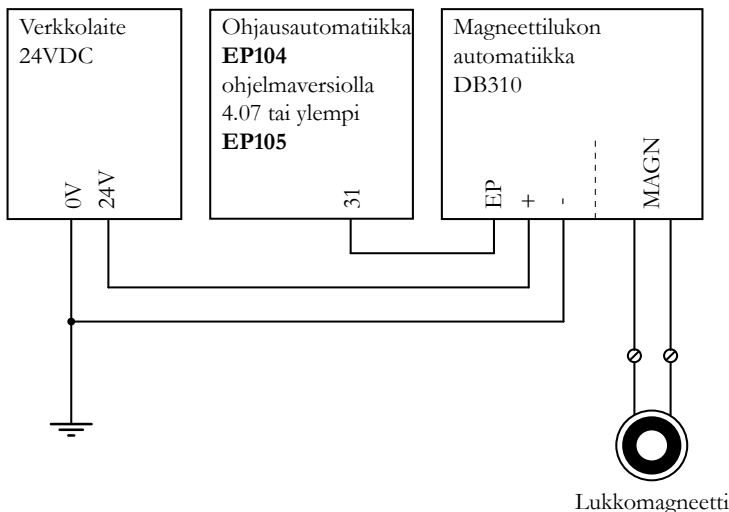 Verkkolaite
24VDC
0V
24V
Ohjausautomatiikka
EP104
ohjelmaversiolla
4.07 tai ylempi
EP105
31
Magneettilukon
automatiikka
DB310
EP
+
-
MAGN
Lukkomagneetti